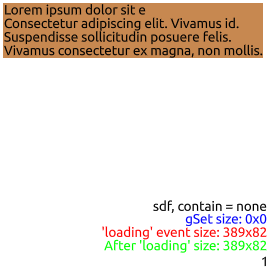 Lorem ipsum dolor sit e
Consectetur adipiscing elit. Vivamus id.
Suspendisse sollicitudin posuere felis.
Vivamus consectetur ex magna, non mollis.
sdf, contain = none
gSet size: 0x0
'loading' event size: 389x82
After 'loading' size: 389x82
1